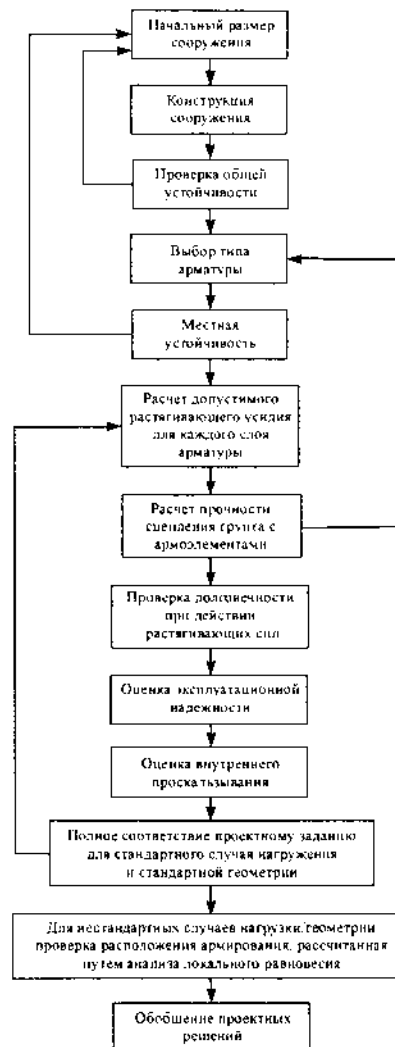 Начальный размер
сооружения
Конструкция
сооружения
Проверка общей
устойчивости
Выбор типа
арматуры
Местная
устойчивость
Расчет допустимого
растягивающего усилия
для каждого слоя
арматуры
Расчет прочности
сцепления грунта с
армоэлементами
Проверка долговечности
при действии
растягивающих сил
Оценка эксплуатационной
надежности
Оценка внутреннего
проскальзывания
Полное соответствие проектному заданию
для стандартного случая нагружения
и стандартной геометрии
Для нестандартных случаев нагрузки/геометрии
проверка расположения армирования, рассчитанная
путем анализа локального равновесия
Обобщение проектных
решений